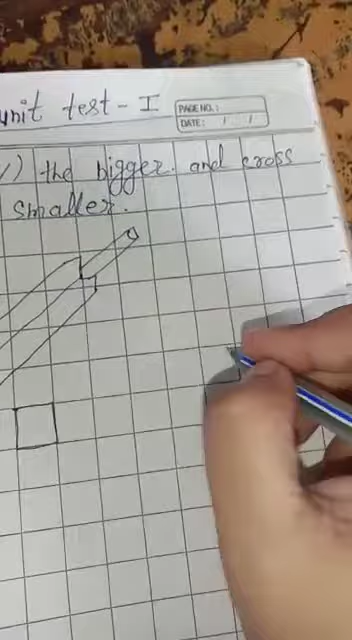 unit test - I
PAGE NO.:
DATE: / /
✓) the bigger. and cross
smaller.